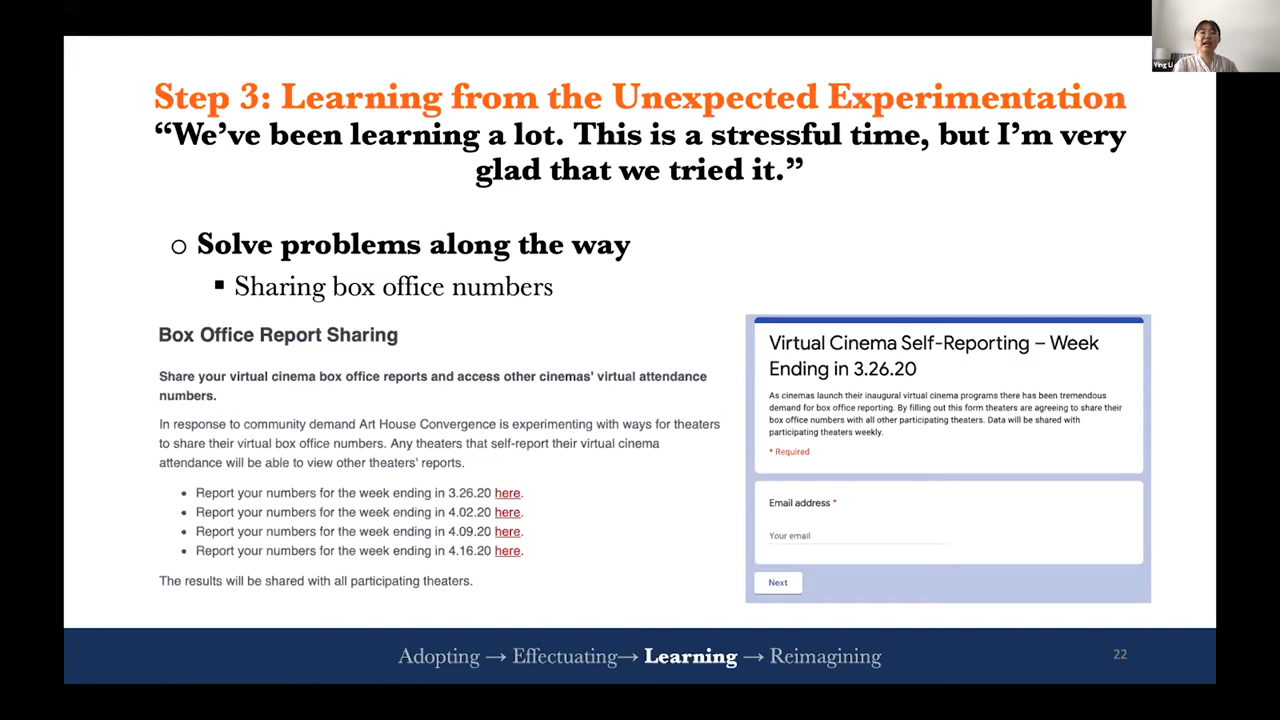 Step 3: Learning from the Unexpected Experimentation
“We’ve been learning a lot. This is a stressful time, but I’m very
glad that we tried it.”
Solve problems along the way
Sharing box office numbers
Box Office Report Sharing
Share your virtual cinema box office reports and access other cinemas' virtual attendance
numbers.
In response to community demand Art House Convergence is experimenting with ways for theaters
to share their virtual box office numbers. Any theaters that self-report their virtual cinema
attendance will be able to view other theaters' reports.
Report your numbers for the week ending in 3.26.20 here.
Report your numbers for the week ending in 4.02.20 here.
Report your numbers for the week ending in 4.09.20 here.
Report your numbers for the week ending in 4.16.20 here.
The results will be shared with all participating theaters.
Virtual Cinema Self-Reporting – Week
Ending in 3.26.20
As cinemas launch their inaugural virtual cinema programs there has been tremendous
demand for box office reporting. By filling out this form theaters are agreeing to share their
box office numbers with all other participating theaters. Data will be shared with
participating theaters weekly.
* Required
Email address *
Your email
Next
Adopting → Effectuating→ Learning → Reimagining
22